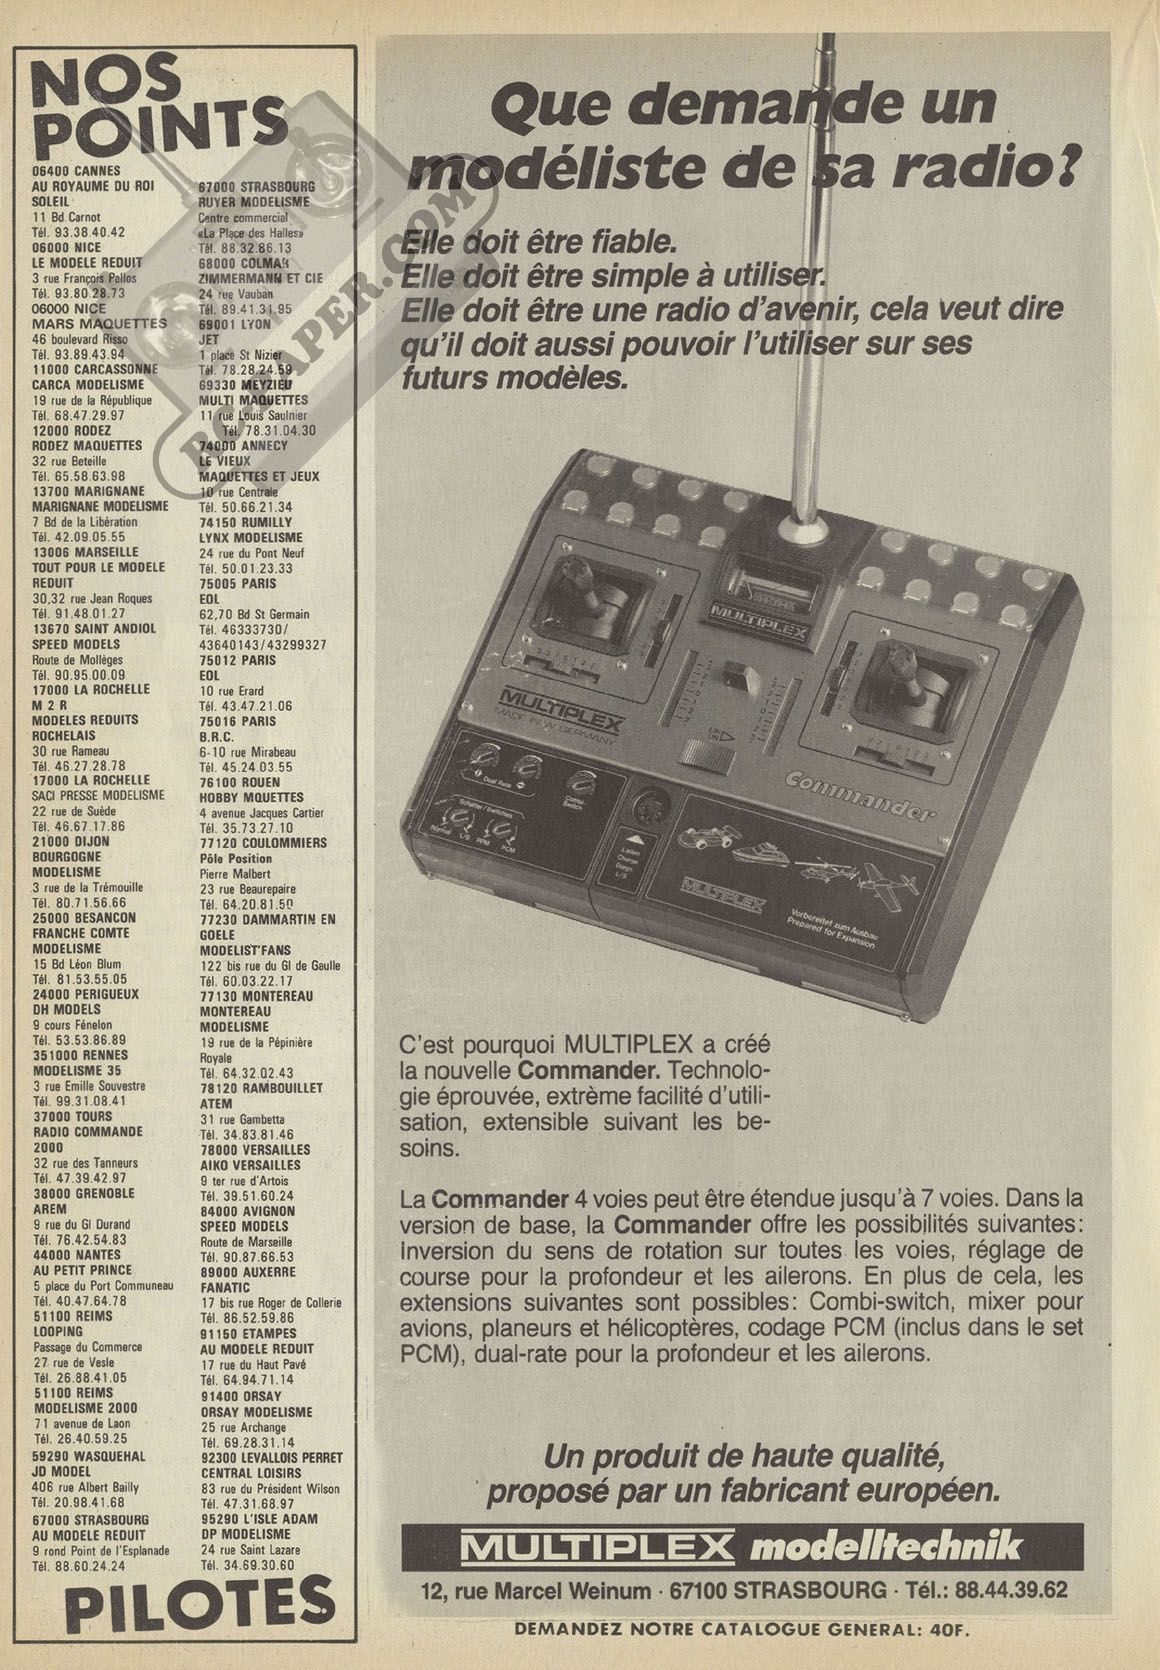 NOS
POINTS
06400 CANNES
AU ROYAUME DU ROI
SOLEIL
11 Bd Carnot
Tél. 93.38.40.42
06000 NICE
LE MODELE REDUIT
3 rue François Pellos
Tél. 93.80.28.73
06000 NICE
MARS MAQUETTES
46 boulevard Risso
Tél. 93.89.43.94
11000 CARCASSONNE
CARCA MODELISME
19 rue de la République
Tél. 68.47.29.97
12000 RODEZ
RODEZ MAQUETTES
32 rue Beteille
Tél. 65.58.63.98
13700 MARIGNANE
MARIGNANE MODELISME
7 Bd de la Libération
Tél. 42.09.05.55
13006 MARSEILLE
TOUT POUR LE MODELE
REDUIT
30,32 rue Jean Roques
Tél. 91.48.01.27
13670 SAINT ANDIOL
SPEED MODELS
Route de Mollèges
Tél. 90.95.00.09
17000 LA ROCHELLE
M 2 R
MODELES REDUITS
ROCHELAIS
30 rue Rameau
Tél. 46.27.28.78
17000 LA ROCHELLE
SACI PRESSE MODELISME
22 rue de Suède
Tél. 46.67.17.86
21000 DIJON
BOURGOGNE
MODELISME
3 rue de la Trémouille
Tél. 80.71.56.66
25000 BESANCON
FRANCHE COMTE
MODELISME
15 Bd Léon Blum
Tél. 81.53.55.05
24000 PERIGUEUX
DH MODELS
9 cours Fénelon
Tél. 53.53.86.89
351000 RENNES
MODELISME 35
3 rue Emille Souvestre
Tél. 99.31.08.41
37000 TOURS
RADIO COMMANDE
2000
32 rue des Tanneurs
Tél. 47.39.42.97
38000 GRENOBLE
AREM
9 rue du Gl Durand
Tél. 76.42.54.83
44000 NANTES
AU PETIT PRINCE
5 place du Port Communeau
Tél. 40.47.64.78
51100 REIMS
LOOPING
Passage du Commerce
27 rue de Vesle
Tél. 26.88.41.05
51100 REIMS
MODELISME 2000
71 avenue de Laon
Tél. 26.40.59.25
59290 WASQUEHAL
JD MODEL
406 rue Albert Bailly
Tél. 20.98.41.68
67000 STRASBOURG
AU MODELE REDUIT
9 rond Point de l'Esplanade
Tél. 88.60.24.24
67000 STRASBOURG
RUYER MODELISME
Centre commercial
«La Place des Halles»
Tél. 88.32.86.13
68000 COLMAR
ZIMMERMANN ET CIE
24 rue Vauban
Tél. 89.41.31.95
69001 LYON
JET
1 place St Nizier
Tél. 78.28.24.59
69330 MEYZIEU
MULTI MAQUETTES
11 rue Louis Saulnier
Tél. 78.31.04.30
74000 ANNECY
LE VIEUX
MAQUETTES ET JEUX
10 rue Centrale
Tél. 50.66.21.34
74150 RUMILLY
LYNX MODELISME
24 rue du Pont Neuf
Tél. 50.01.23.33
75005 PARIS
EOL
62,70 Bd St Germain
Tél. 46333730/
43640143/43299327
75012 PARIS
EOL
10 rue Erard
Tél. 43.47.21.06
75016 PARIS
B.R.C.
6-10 rue Mirabeau
Tél. 45.24.03.55
76100 ROUEN
HOBBY MQUETTES
4 avenue Jacques Cartier
Tél. 35.73.27.10
77120 COULOMMIERS
Pôle Position
Pierre Malbert
23 rue Beaurepaire
Tél. 64.20.81.50
77230 DAMMARTIN EN
GOELE
MODELIST'FANS
122 bis rue du Gl de Gaulle
Tél. 60.03.22.17
77130 MONTEREAU
MONTEREAU
MODELISME
19 rue de la Pépinière
Royale
Tél. 64.32.02.43
78120 RAMBOUILLET
ATEM
31 rue Gambetta
Tél. 34.83.81.46
78000 VERSAILLES
AIKO VERSAILLES
9 ter rue d'Artois
Tél. 39.51.60.24
84000 AVIGNON
SPEED MODELS
Route de Marseille
Tél. 90.87.66.53
89000 AUXERRE
FANATIC
17 bis rue Roger de Collerie
Tél. 86.52.59.86
91150 ETAMPES
AU MODELE REDUIT
17 rue du Haut Pavé
Tél. 64.94.71.14
91400 ORSAY
ORSAY MODELISME
25 rue Archange
Tél. 69.28.31.14
92300 LEVALLOIS PERRET
CENTRAL LOISIRS
83 rue du Président Wilson
Tél. 47.31.68.97
95290 L'ISLE ADAM
DP MODELISME
24 rue Saint Lazare
Tél. 34.69.30.60
PILOTES
RC-PAPER.COM
Que demande un
modéliste de sa radio?
Elle doit être fiable.
Elle doit être simple à utiliser.
Elle doit être une radio d'avenir, cela veut dire
qu'il doit aussi pouvoir l'utiliser sur ses
futurs modèles.
MULTIPLEX
MULTIPLEX
MADE IN W. GERMANY
commander
Dual Rate
Combi-
Switch
Schalter/Switches
Normal L/S PPM PCM
Laden
Charge
Diagn.
L/S
MULTIPLEX
Vorbereitet zum Ausbau
Prepared for Expansion
C'est pourquoi MULTIPLEX a créé
la nouvelle Commander. Technolo-
gie éprouvée, extrème facilité d'utili-
sation, extensible suivant les be-
soins.
La Commander 4 voies peut être étendue jusqu'à 7 voies. Dans la
version de base, la Commander offre les possibilités suivantes:
Inversion du sens de rotation sur toutes les voies, réglage de
course pour la profondeur et les ailerons. En plus de cela, les
extensions suivantes sont possibles: Combi-switch, mixer pour
avions, planeurs et hélicoptères, codage PCM (inclus dans le set
PCM), dual-rate pour la profondeur et les ailerons.
Un produit de haute qualité,
proposé par un fabricant européen.
MULTIPLEX modelltechnik
12, rue Marcel Weinum · 67100 STRASBOURG · Tél.: 88.44.39.62
DEMANDEZ NOTRE CATALOGUE GENERAL: 40F.